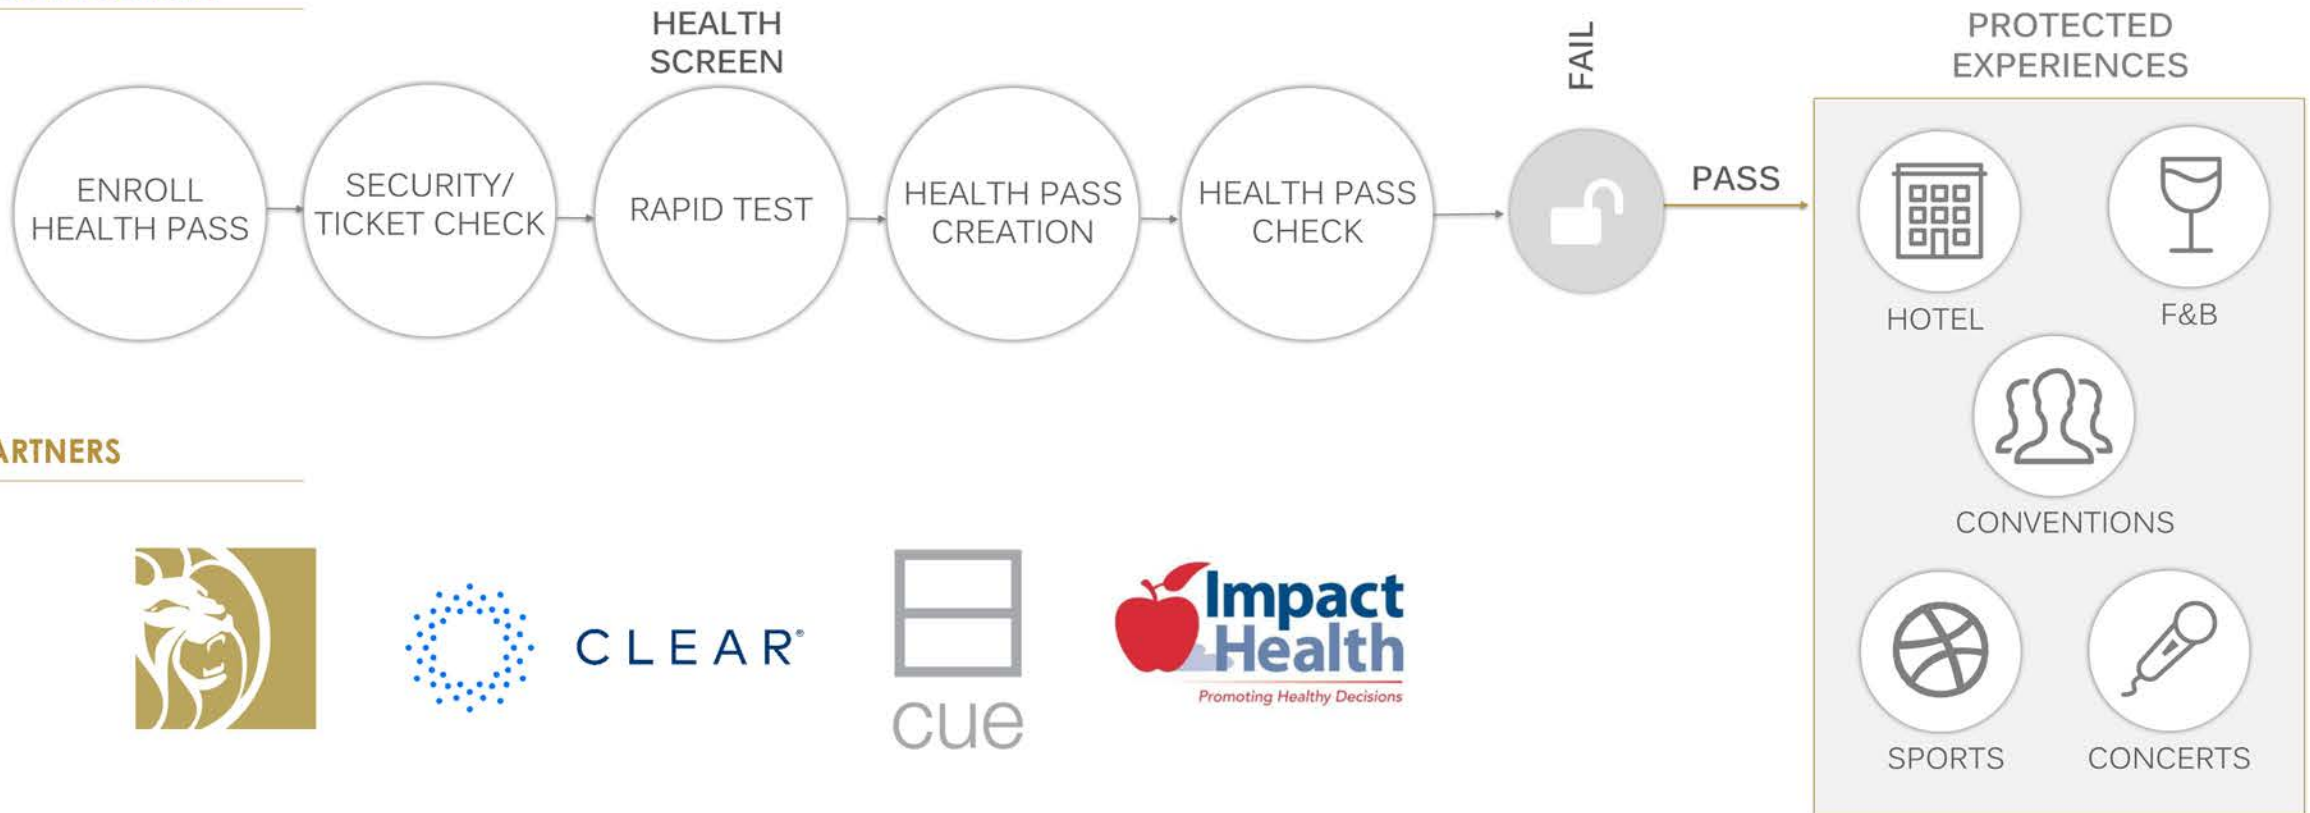 HEALTH
SCREEN
FAIL
PROTECTED
EXPERIENCES
ENROLL
HEALTH PASS
SECURITY/
TICKET CHECK
RAPID TEST
HEALTH PASS
CREATION
HEALTH PASS
CHECK
PASS
HOTEL
F&B
CONVENTIONS
SPORTS
CONCERTS
ARTNERS
CLEAR®
cue
Impact
Health
Promoting Healthy Decisions